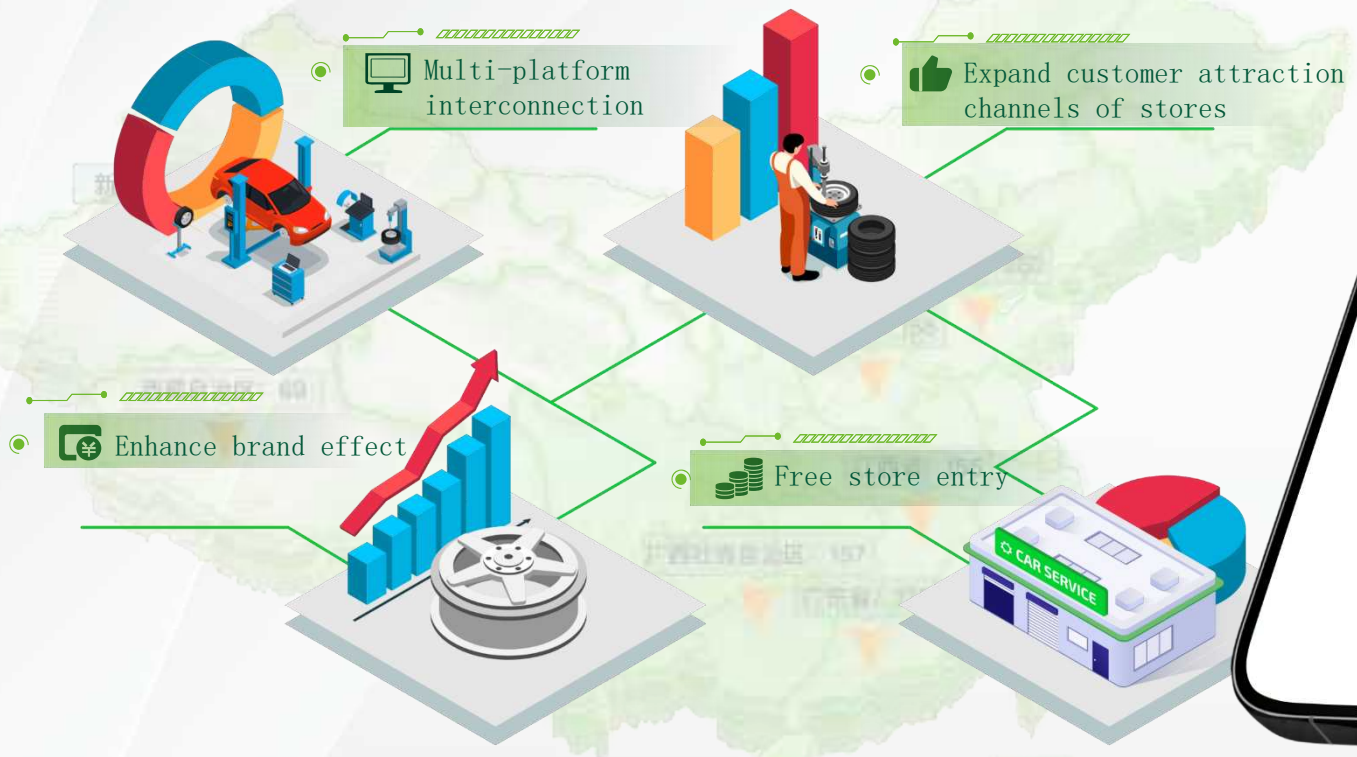 Multi-platform
interconnection
Expand customer attraction
channels of stores
Enhance brand effect
Free store entry
CAR SERVICE